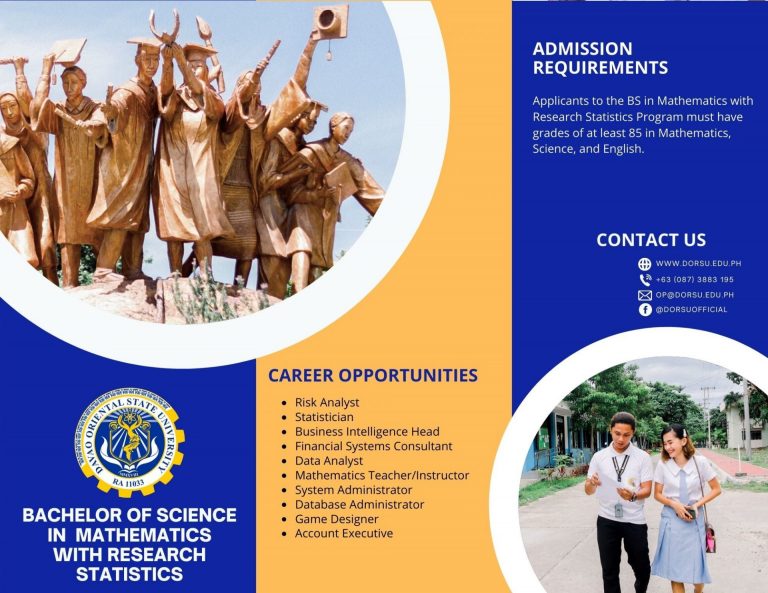 DAVAO ORIENTAL STATE UNIVERSITY
RA 11033
BACHELOR OF SCIENCE
IN MATHEMATICS
WITH RESEARCH
STATISTICS
CAREER OPPORTUNITIES
• Risk Analyst
• Statistician
• Business Intelligence Head
• Financial Systems Consultant
• Data Analyst
• Mathematics Teacher/Instructor
• System Administrator
• Database Administrator
• Game Designer
• Account Executive
ADMISSION
REQUIREMENTS
Applicants to the BS in Mathematics with
Research Statistics Program must have
grades of at least 85 in Mathematics,
Science, and English.
CONTACT US
WWW.DORSU.EDU.PH
+63 (087) 3883 195
OP@DORSU.EDU.PH
@DORSUOFFICIAL